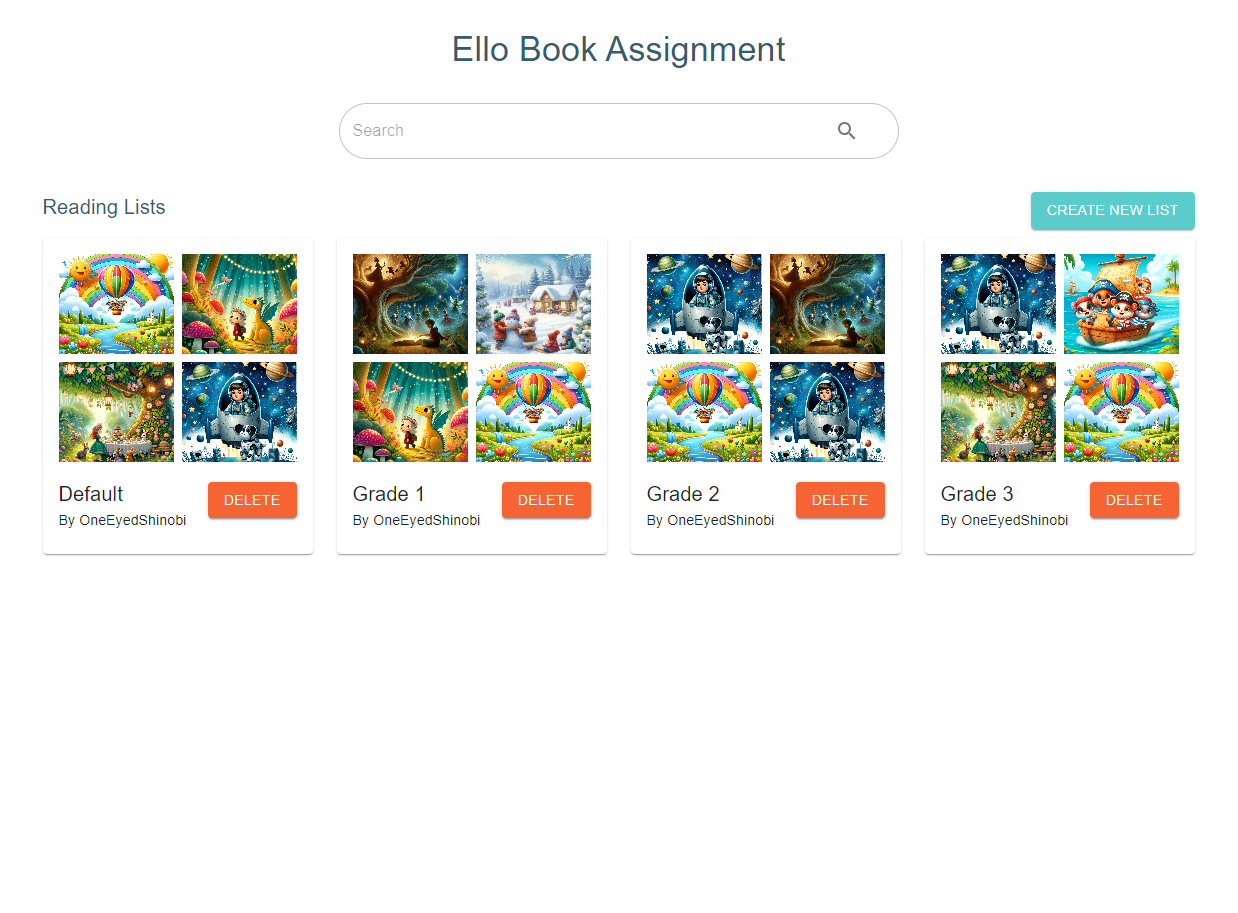 Ello Book Assignment
Search
Reading Lists
CREATE NEW LIST
Default
DELETE
By OneEyedShinobi
Grade 1
DELETE
By OneEyedShinobi
Grade 2
DELETE
By OneEyedShinobi
Grade 3
DELETE
By OneEyedShinobi